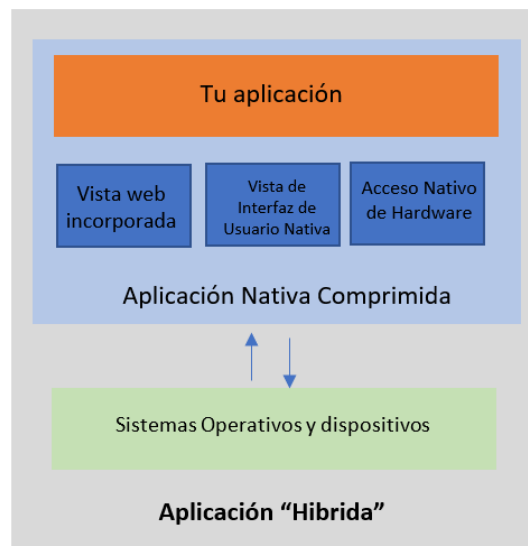 Tu aplicación
Vista web
incorporada
Vista de
Interfaz de
Usuario Nativa
Acceso Nativo
de Hardware
Aplicación Nativa Comprimida
Sistemas Operativos y dispositivos
Aplicación “Hibrida”